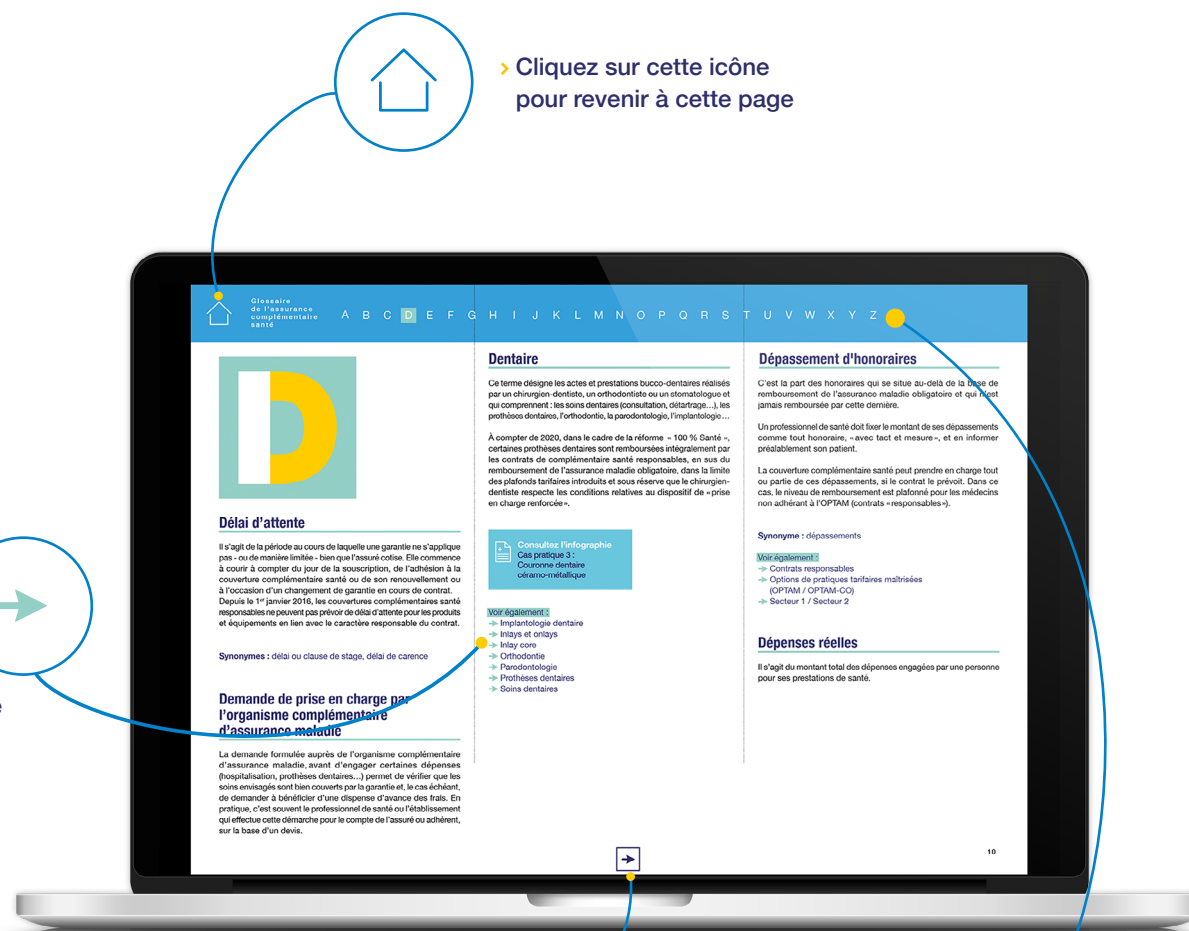 › Cliquez sur cette icône
pour revenir à cette page
Glossaire
de l'assurance
complémentaire
santé
A B C D E F G H I J K L M N O P Q R S T U V W X Y Z
D
Délai d'attente
Il s'agit de la période au cours de laquelle une garantie ne s'applique
pas - ou de manière limitée - bien que l'assuré cotise. Elle commence
à courir à compter du jour de la souscription, de l'adhésion à la
couverture complémentaire santé ou de son renouvellement ou
à l'occasion d'un changement de garantie en cours de contrat.
Depuis le 1er janvier 2016, les couvertures complémentaires santé
responsables ne peuvent pas prévoir de délai d'attente pour les produits
et équipements en lien avec le caractère responsable du contrat.
Synonymes : délai ou clause de stage, délai de carence
Demande de prise en charge par
l'organisme complémentaire
d'assurance maladie
La demande formulée auprès de l'organisme complémentaire
d'assurance maladie, avant d'engager certaines dépenses
(hospitalisation, prothèses dentaires…) permet de vérifier que les
soins envisagés sont bien couverts par la garantie et, le cas échéant,
de demander à bénéficier d'une dispense d'avance des frais. En
pratique, c'est souvent le professionnel de santé ou l'établissement
qui effectue cette démarche pour le compte de l'assuré ou adhérent,
sur la base d'un devis.
Dentaire
Ce terme désigne les actes et prestations bucco-dentaires réalisés
par un chirurgien-dentiste, un orthodontiste ou un stomatologue et
qui comprennent : les soins dentaires (consultation, détartrage…), les
prothèses dentaires, l'orthodontie, la parodontologie, l'implantologie…
À compter de 2020, dans le cadre de la réforme « 100 % Santé »,
certaines prothèses dentaires sont remboursées intégralement par
les contrats de complémentaire santé responsables, en sus du
remboursement de l'assurance maladie obligatoire, dans la limite
des plafonds tarifaires introduits et sous réserve que le chirurgien-
dentiste respecte les conditions relatives au dispositif de «prise
en charge renforcée».
Consultez l'infographie
Cas pratique 3 :
Couronne dentaire
céramo-métallique
Voir également :
Implantologie dentaire
Inlays et onlays
Inlay core
Orthodontie
Parodontologie
Prothèses dentaires
Soins dentaires
Dépassement d'honoraires
C'est la part des honoraires qui se situe au-delà de la base de
remboursement de l'assurance maladie obligatoire et qui n'est
jamais remboursée par cette dernière.
Un professionnel de santé doit fixer le montant de ses dépassements
comme tout honoraire, «avec tact et mesure», et en informer
préalablement son patient.
La couverture complémentaire santé peut prendre en charge tout
ou partie de ces dépassements, si le contrat le prévoit. Dans ce
cas, le niveau de remboursement est plafonné pour les médecins
non adhérant à l'OPTAM (contrats «responsables»).
Synonyme : dépassements
Voir également :
Contrats responsables
Options de pratiques tarifaires maîtrisées
(OPTAM / OPTAM-CO)
Secteur 1 / Secteur 2
Dépenses réelles
Il s'agit du montant total des dépenses engagées par une personne
pour ses prestations de santé.
10